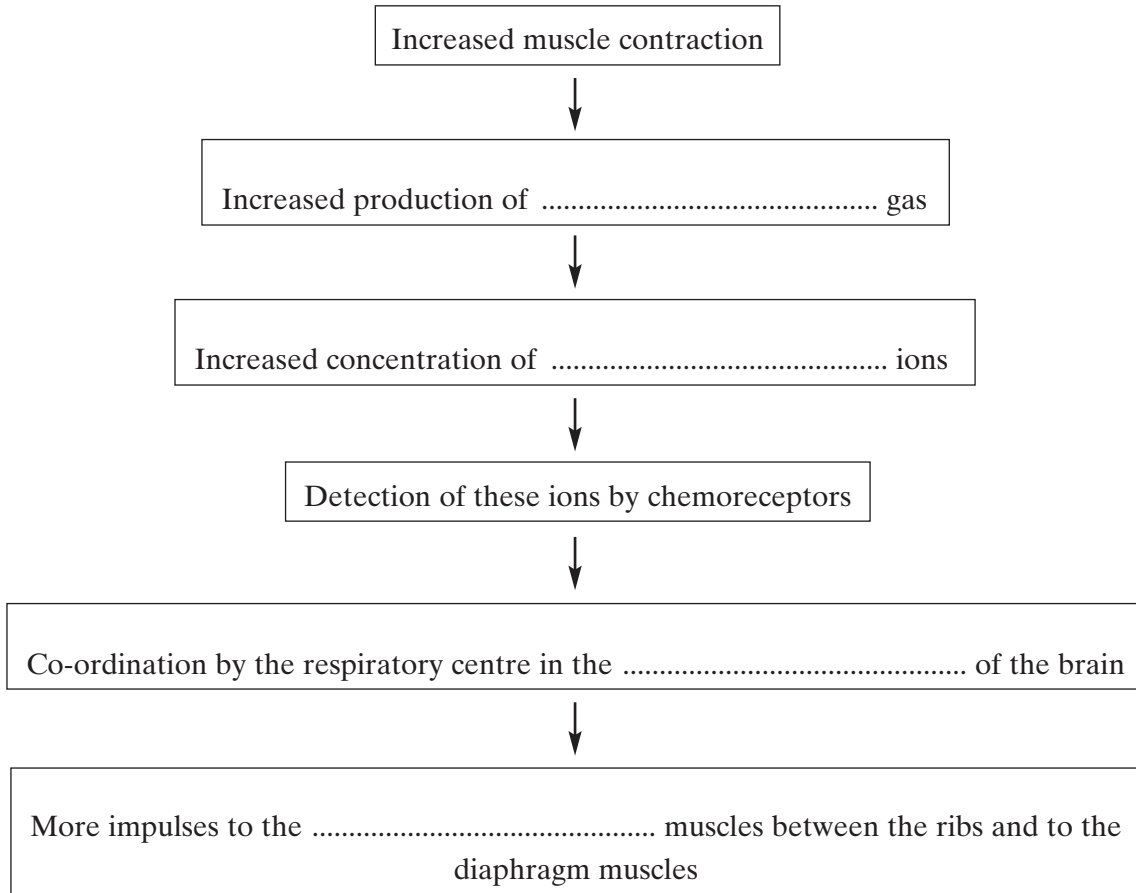 Increased muscle contraction
Increased production of .............................................. gas
Increased concentration of .............................................. ions
Detection of these ions by chemoreceptors
Co-ordination by the respiratory centre in the ............................................... of the brain
More impulses to the ............................................... muscles between the ribs and to the
diaphragm muscles